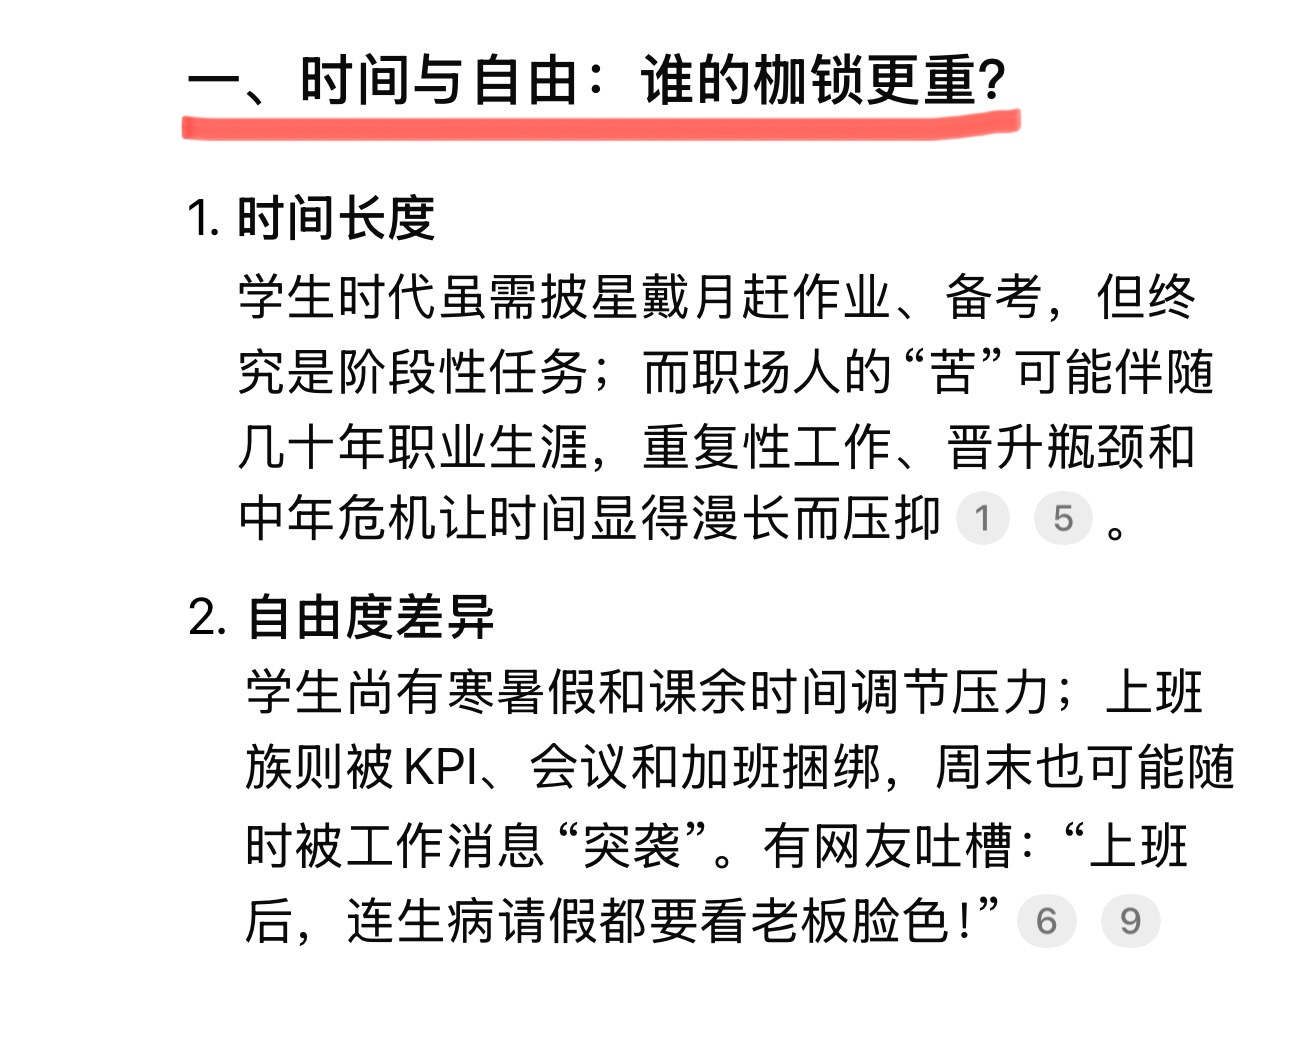 一、时间与自由：谁的枷锁更重?
1. 时间长度
学生时代虽需披星戴月赶作业、备考，但终
究是阶段性任务；而职场人的“苦”可能伴随
几十年职业生涯，重复性工作、晋升瓶颈和
中年危机让时间显得漫长而压抑 1 5 。
2. 自由度差异
学生尚有寒暑假和课余时间调节压力；上班
族则被KPI、会议和加班捆绑，周末也可能随
时被工作消息“突袭”。有网友吐槽：“上班
后，连生病请假都要看老板脸色！” 6 9